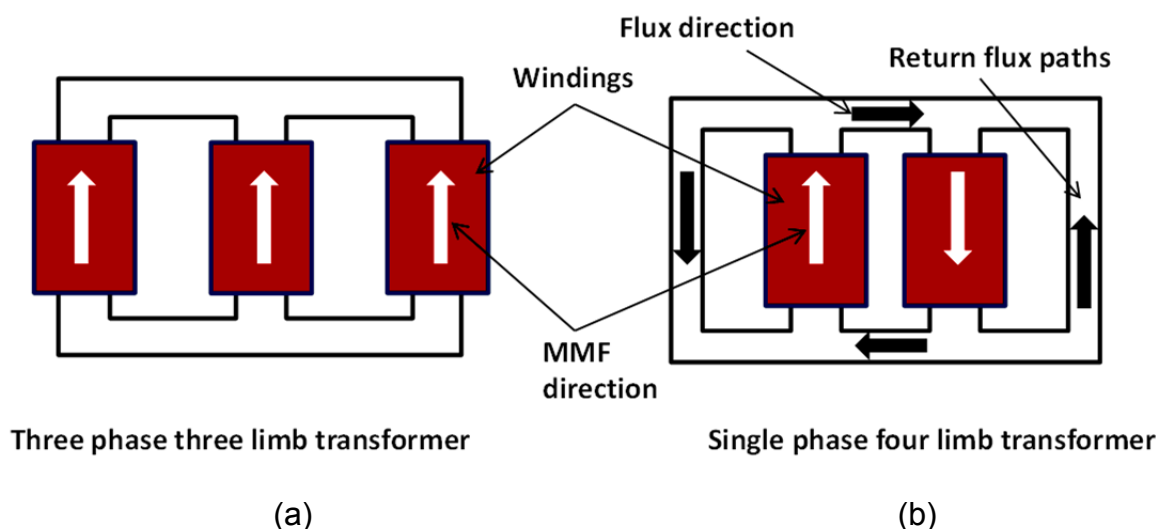 Flux direction
Windings
Return flux paths
MMF
direction
Three phase three limb transformer
Single phase four limb transformer
(a)
(b)